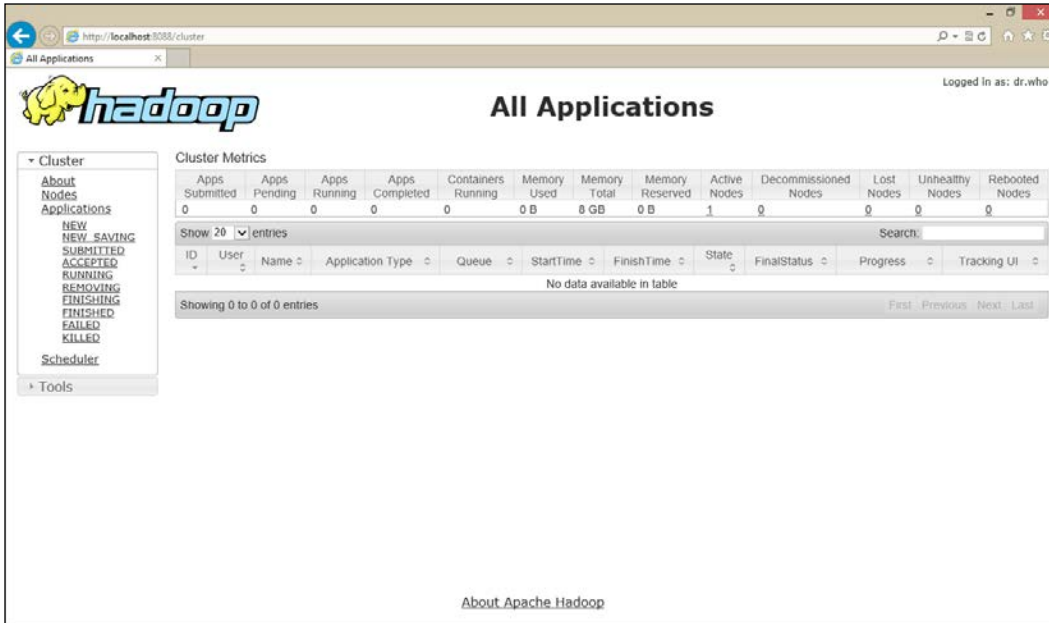 http://localhost:8088/cluster
All Applications
Logged in as: dr.who
hadoop
All Applications
Cluster
About
Nodes
Applications
NEW
NEW_SAVING
SUBMITTED
ACCEPTED
RUNNING
REMOVING
FINISHING
FINISHED
FAILED
KILLED
Scheduler
Tools
Cluster Metrics
Apps Submitted Apps Pending Apps Running Apps Completed Containers Running Memory Used Memory Total Memory Reserved Active Nodes Decommissioned Nodes Lost Nodes Unhealthy Nodes Rebooted Nodes
0 0 0 0 0 0 B 8 GB 0 B 1 0 0 0 0
Show 20 entries Search:
ID User Name Application Type Queue StartTime FinishTime State FinalStatus Progress Tracking UI
No data available in table
Showing 0 to 0 of 0 entries First Previous Next Last
About Apache Hadoop